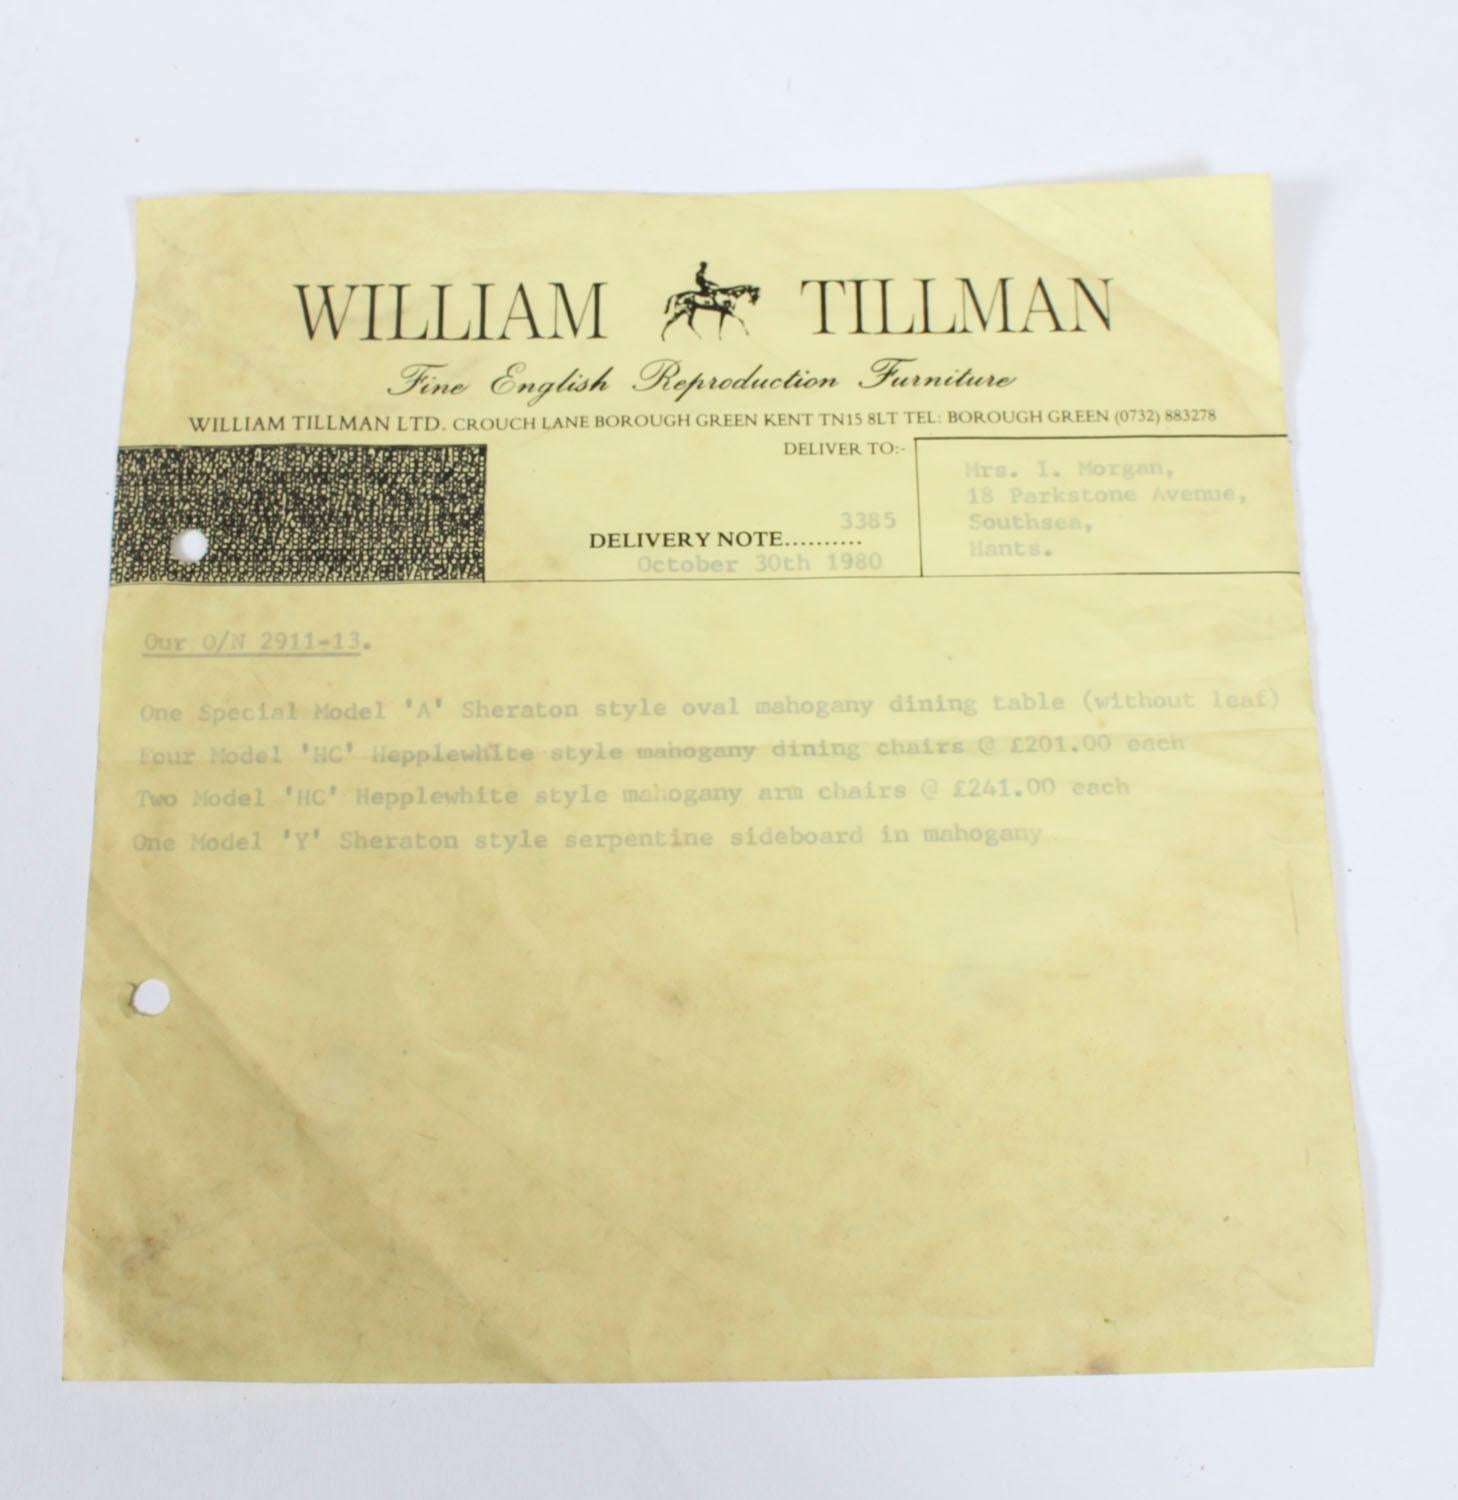 WILLIAM TILLMAN
Fine English Reproduction Furniture
WILLIAM TILLMAN LTD. CROUCH LANE BOROUGH GREEN KENT TN15 8LT TEL: BOROUGH GREEN (0732) 883278
DELIVER TO:-
Mrs. I. Morgan,
18 Parkstone Avenue,
Southsea,
Hants.
3385
DELIVERY NOTE..........
October 30th 1980
Our O/N 2911-13.
One Special Model 'A' Sheraton style oval mahogany dining table (without leaf)
Four Model 'HC' Hepplewhite style mahogany dining chairs @ £201.00 each
Two Model 'HC' Hepplewhite style mahogany arm chairs @ £241.00 each
One Model 'Y' Sheraton style serpentine sideboard in mahogany